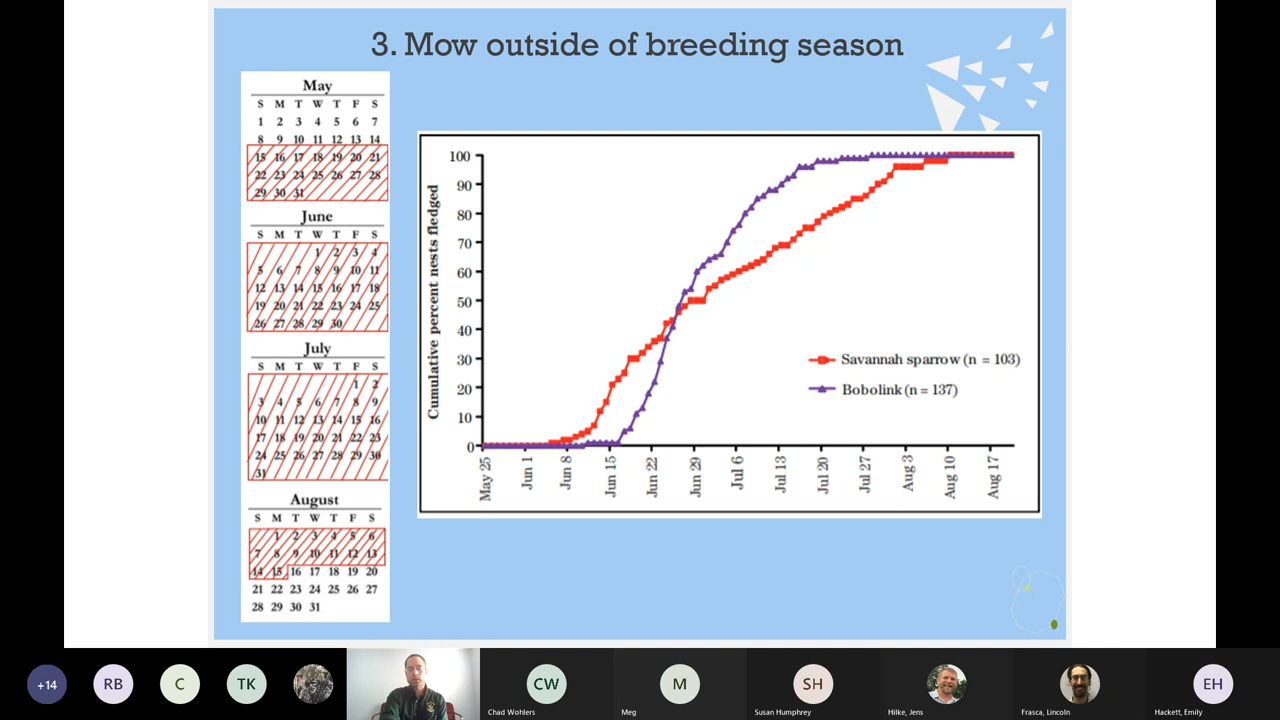 3. Mow outside of breeding season
May
S M T W T F S
1 2 3 4 5 6 7
8 9 10 11 12 13 14
15 16 17 18 19 20 21
22 23 24 25 26 27 28
29 30 31
June
S M T W T F S
1 2 3 4
5 6 7 8 9 10 11
12 13 14 15 16 17 18
19 20 21 22 23 24 25
26 27 28 29 30
July
S M T W T F S
1 2
3 4 5 6 7 8 9
10 11 12 13 14 15 16
17 18 19 20 21 22 23
24 25 26 27 28 29 30
31
August
S M T W T F S
1 2 3 4 5 6
7 8 9 10 11 12 13
14 15 16 17 18 19 20
21 22 23 24 25 26 27
28 29 30 31
Cumulative percent nests fledged
100
90
80
70
60
50
40
30
20
10
0
May 25
Jun 1
Jun 8
Jun 15
Jun 22
Jun 29
Jul 6
Jul 13
Jul 20
Jul 27
Aug 3
Aug 10
Aug 17
Savannah sparrow (n = 103)
Bobolink (n = 137)
+14
RB
C
TK
CW
Chad Wohlers
M
Meg
SH
Susan Humphrey
Hilke, Jens
Frasca, Lincoln
EH
Hackett, Emily